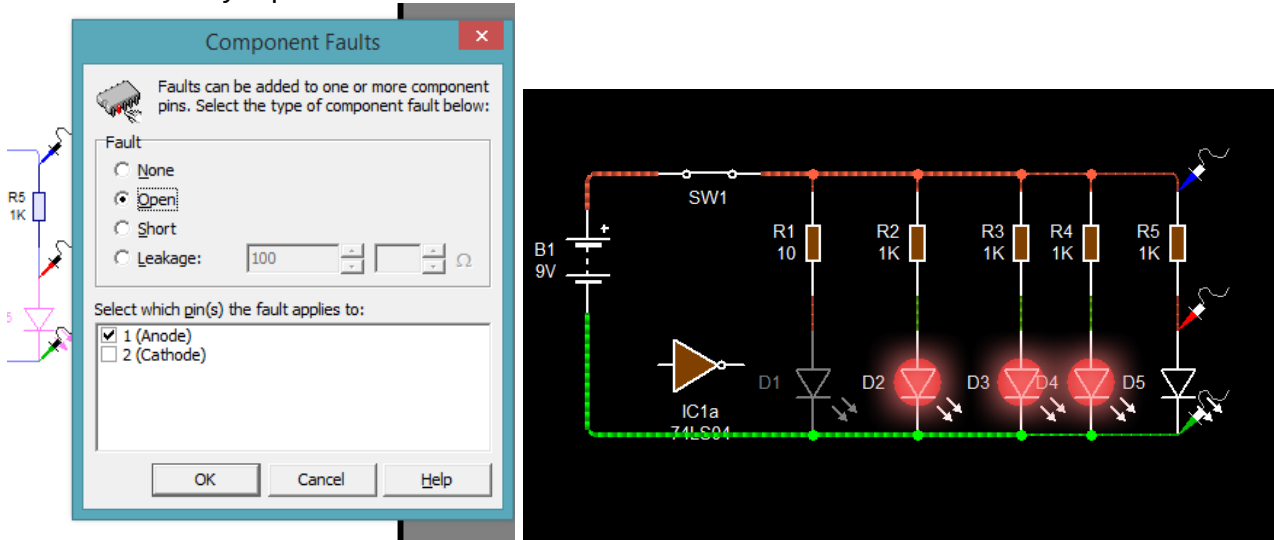 Component Faults
Faults can be added to one or more component
pins. Select the type of component fault below:
Fault
None
Open
Short
Leakage:
100
Ω
Select which pin(s) the fault applies to:
1 (Anode)
2 (Cathode)
OK
Cancel
Help
R5
1K
5
SW1
B1
9V
R1
10
R2
1K
R3
1K
R4
1K
R5
1K
D1
D2
D3
D4
D5
IC1a
74LS04